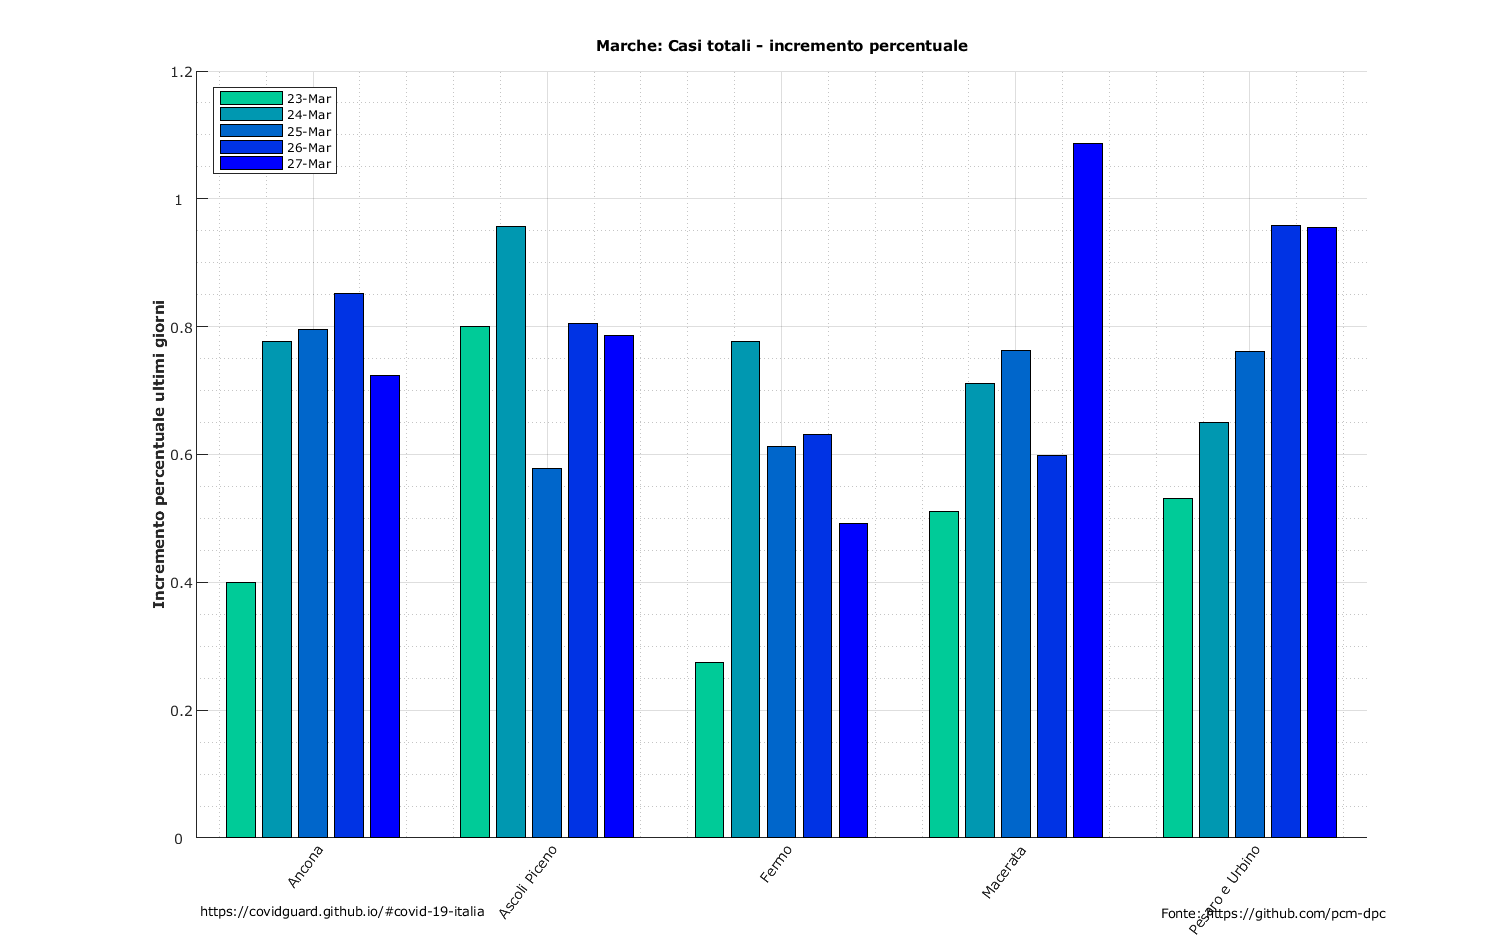 Marche: Casi totali - incremento percentuale
1.2
1
0.8
0.6
0.4
0.2
0
Incremento percentuale ultimi giorni
23-Mar
24-Mar
25-Mar
26-Mar
27-Mar
Ancona
Ascoli Piceno
Fermo
Macerata
Pesaro e Urbino
https://covidguard.github.io/#covid-19-italia
Fonte: https://github.com/pcm-dpc